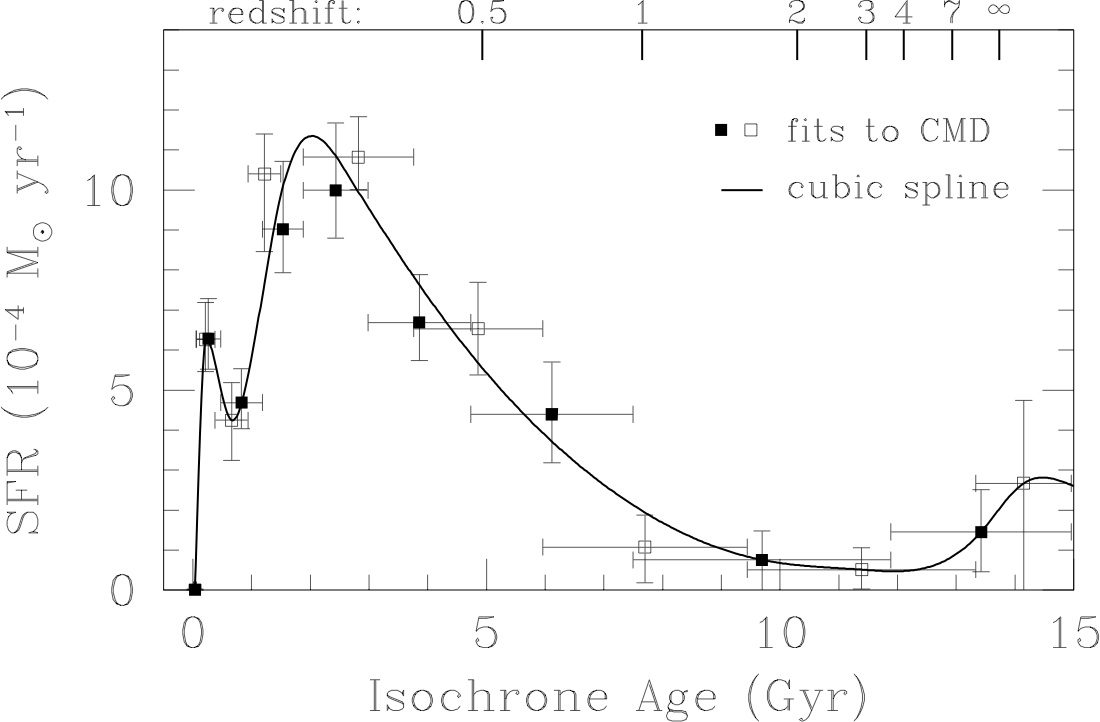 redshift: 0.5 1 2 3 4 7 ∞
fits to CMD
cubic spline
10
5
0
SFR (10⁻⁴ M☉ yr⁻¹)
0 5 10 15
Isochrone Age (Gyr)